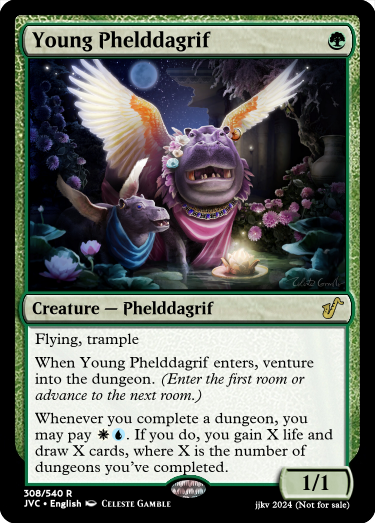 Young Phelddagrif
Celeste Gamble
Creature — Phelddagrif
Flying, trample
When Young Phelddagrif enters, venture
into the dungeon. (Enter the first room or
advance to the next room.)
Whenever you complete a dungeon, you
may pay . If you do, you gain X life and
draw X cards, where X is the number of
dungeons you've completed.
1/1
308/540 R
JVC • English Celeste Gamble
jjkv 2024 (Not for sale)